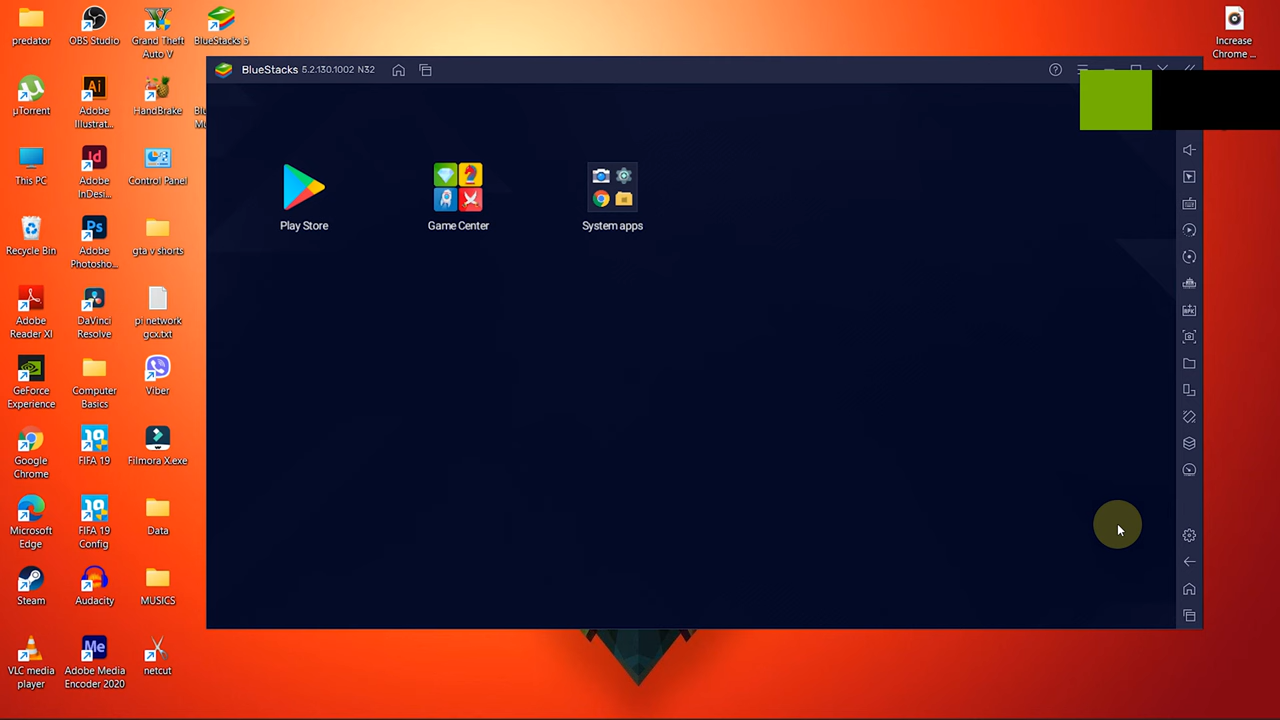 predator
OBS Studio
Grand Theft
Auto V
BlueStacks 5
Increase
Chrome ...
BlueStacks 5.2.130.1002 N32
µTorrent
Adobe
Illustrat...
HandBrake
Play Store
Game Center
System apps
This PC
Adobe
InDesi...
Control Panel
Recycle Bin
Adobe
Photosho...
gta v shorts
Adobe
Reader XI
DaVinci
Resolve
pi network
gcx.txt
GeForce
Experience
Computer
Basics
Viber
Google
Chrome
FIFA 19
Filmora X.exe
Microsoft
Edge
FIFA 19
Config
Data
Steam
Audacity
MUSICS
VLC media
player
Adobe Media
Encoder 2020
netcut